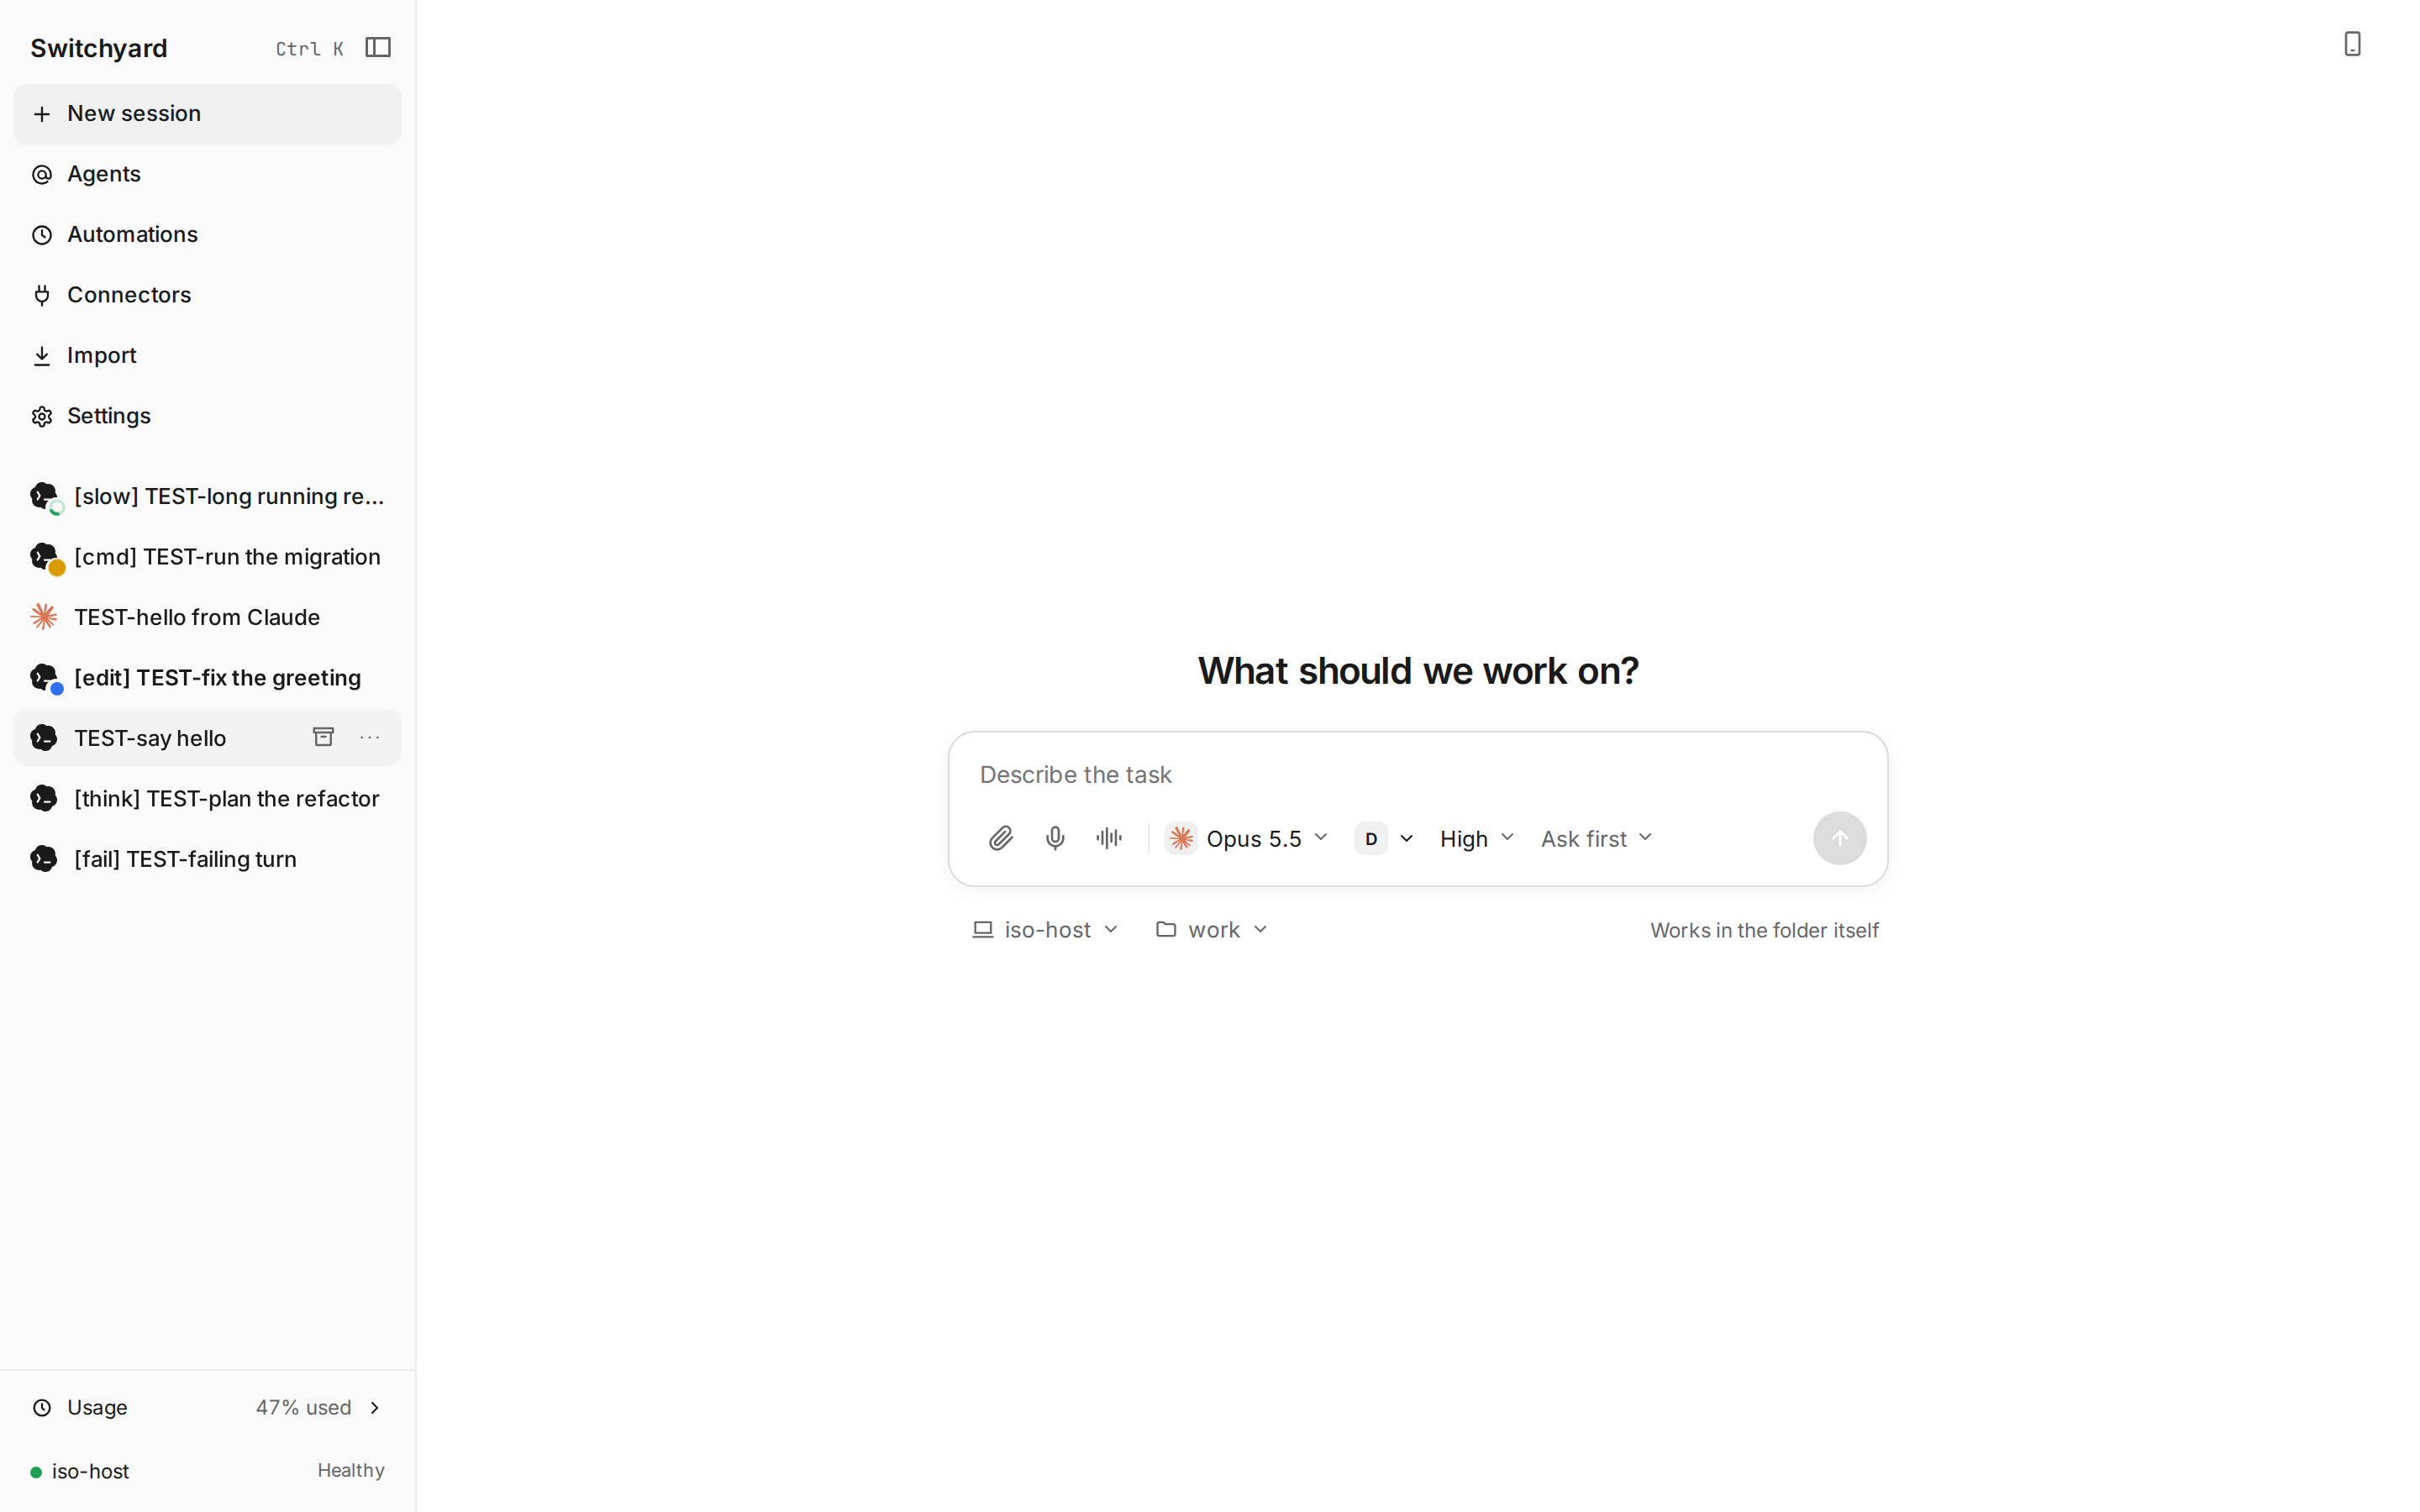 Switchyard Ctrl K
New session
Agents
Automations
Connectors
Import
Settings
[slow] TEST-long running re...
[cmd] TEST-run the migration
TEST-hello from Claude
[edit] TEST-fix the greeting
TEST-say hello
[think] TEST-plan the refactor
[fail] TEST-failing turn
Usage 47% used
iso-host Healthy
What should we work on?
Describe the task
Opus 5.5 D High Ask first
iso-host work Works in the folder itself